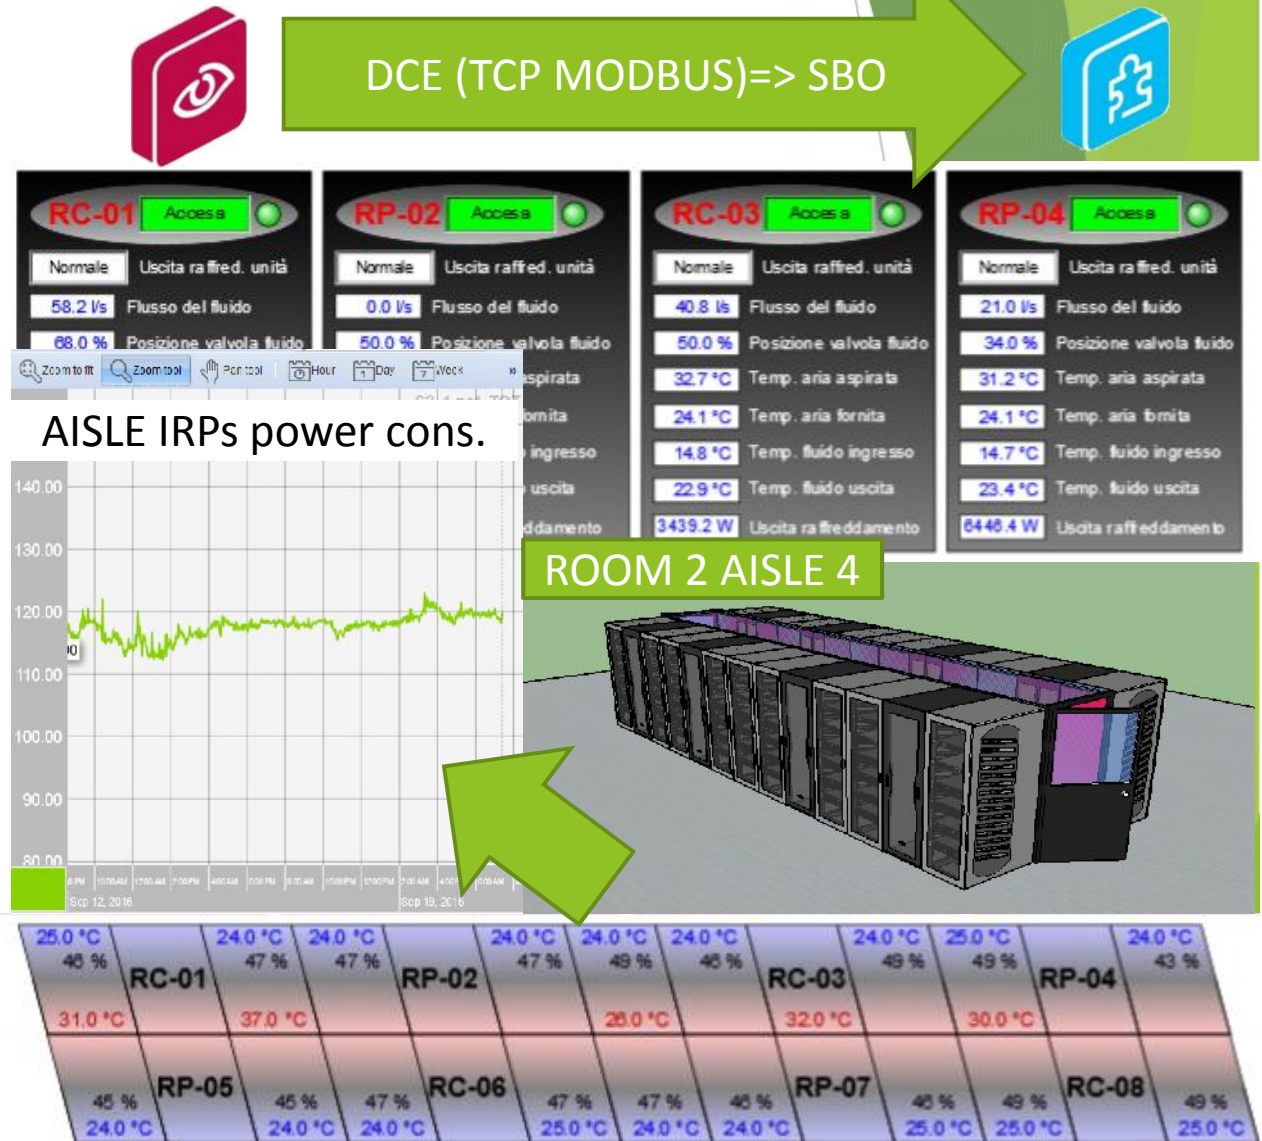 DCE (TCP MODBUS)=> SBO
RC-01 Accesa
RP-02 Accesa
RC-03 Accesa
RP-04 Accesa
Normale Uscita raffred. unità
Normale Uscita raffred. unità
Normale Uscita raffred. unità
Normale Uscita raffred. unità
58.2 l/s Flusso del fluido
0.0 l/s Flusso del fluido
40.8 l/s Flusso del fluido
21.0 l/s Flusso del fluido
68.0 % Posizione valvola fluido
50.0 % Posizione valvola fluido
50.0 % Posizione valvola fluido
34.0 % Posizione valvola fluido
Zoom to fit Zoom tool Pan tool Hour Day Week »
aspirata
32.7 °C Temp. aria aspirata
31.2 °C Temp. aria aspirata
fornita
24.1 °C Temp. aria fornita
24.1 °C Temp. aria fornita
AISLE IRPs power cons.
ingresso
14.8 °C Temp. fluido ingresso
14.7 °C Temp. fluido ingresso
uscita
22.9 °C Temp. fluido uscita
23.4 °C Temp. fluido uscita
ddamento
3439.2 W Uscita raffreddamento
6446.4 W Uscita raffreddamento
140.00
130.00
120.00
110.00
100.00
90.00
80.00
Sep 12, 2016 Sep 19, 2016
ROOM 2 AISLE 4
25.0 °C 24.0 °C 24.0 °C 24.0 °C 24.0 °C 24.0 °C 24.0 °C 25.0 °C 24.0 °C
46 % 47 % 47 % 47 % 49 % 46 % 49 % 49 % 43 %
RC-01 RP-02 RC-03 RP-04
31.0 °C 37.0 °C 26.0 °C 32.0 °C 30.0 °C
RP-05 RC-06 RP-07 RC-08
45 % 45 % 47 % 47 % 47 % 46 % 46 % 49 % 49 %
24.0 °C 24.0 °C 24.0 °C 25.0 °C 24.0 °C 24.0 °C 25.0 °C 25.0 °C 25.0 °C